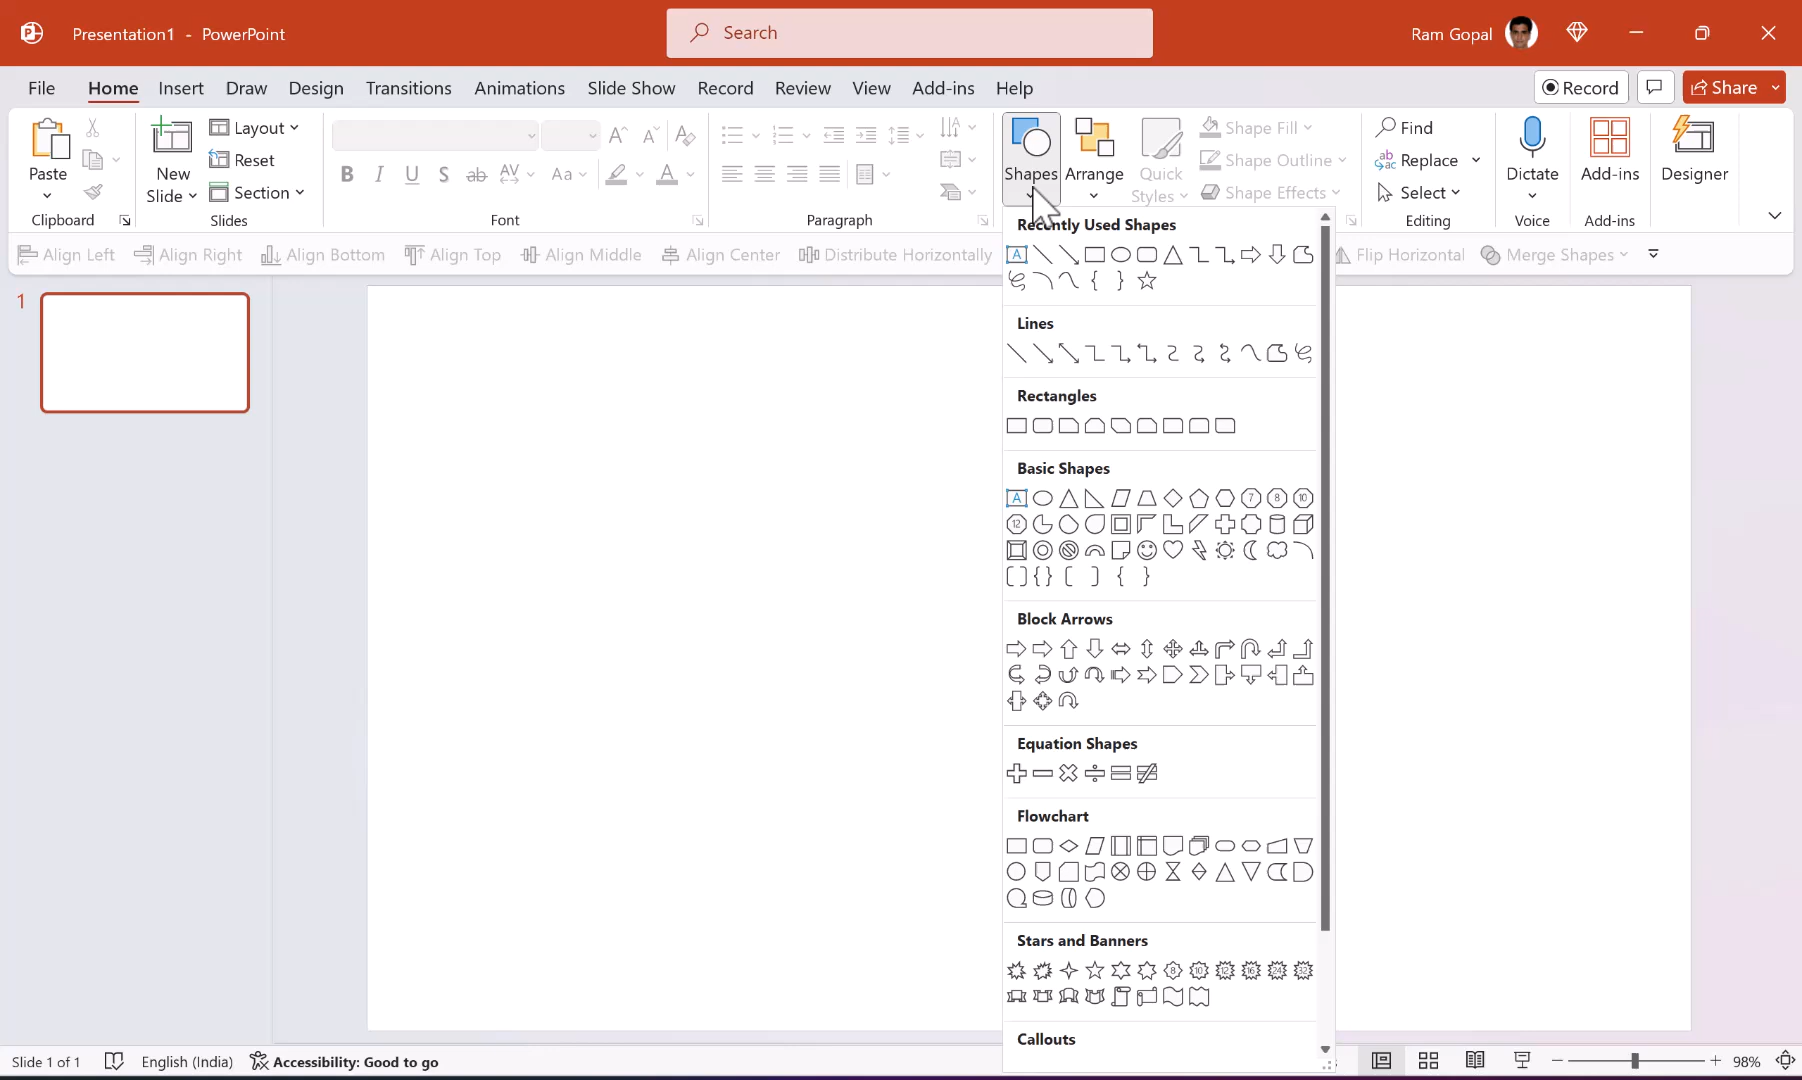 Presentation1 - PowerPoint
Search
Ram Gopal
File Home Insert Draw Design Transitions Animations Slide Show Record Review View Add-ins Help
Record
Share
Paste
New Slide
Layout
Reset
Section
B I U S ab AV Aa A
Shapes
Arrange
Quick Styles
Shape Fill
Shape Outline
Shape Effects
Find
Replace
Select
Dictate
Add-ins
Designer
Clipboard
Slides
Font
Paragraph
Editing
Voice
Add-ins
Align Left Align Right Align Bottom Align Top Align Middle Align Center Distribute Horizontally
Flip Horizontal Merge Shapes
1
Recently Used Shapes
Lines
Rectangles
Basic Shapes
Block Arrows
Equation Shapes
Flowchart
Stars and Banners
Callouts
Slide 1 of 1 English (India) Accessibility: Good to go
98%